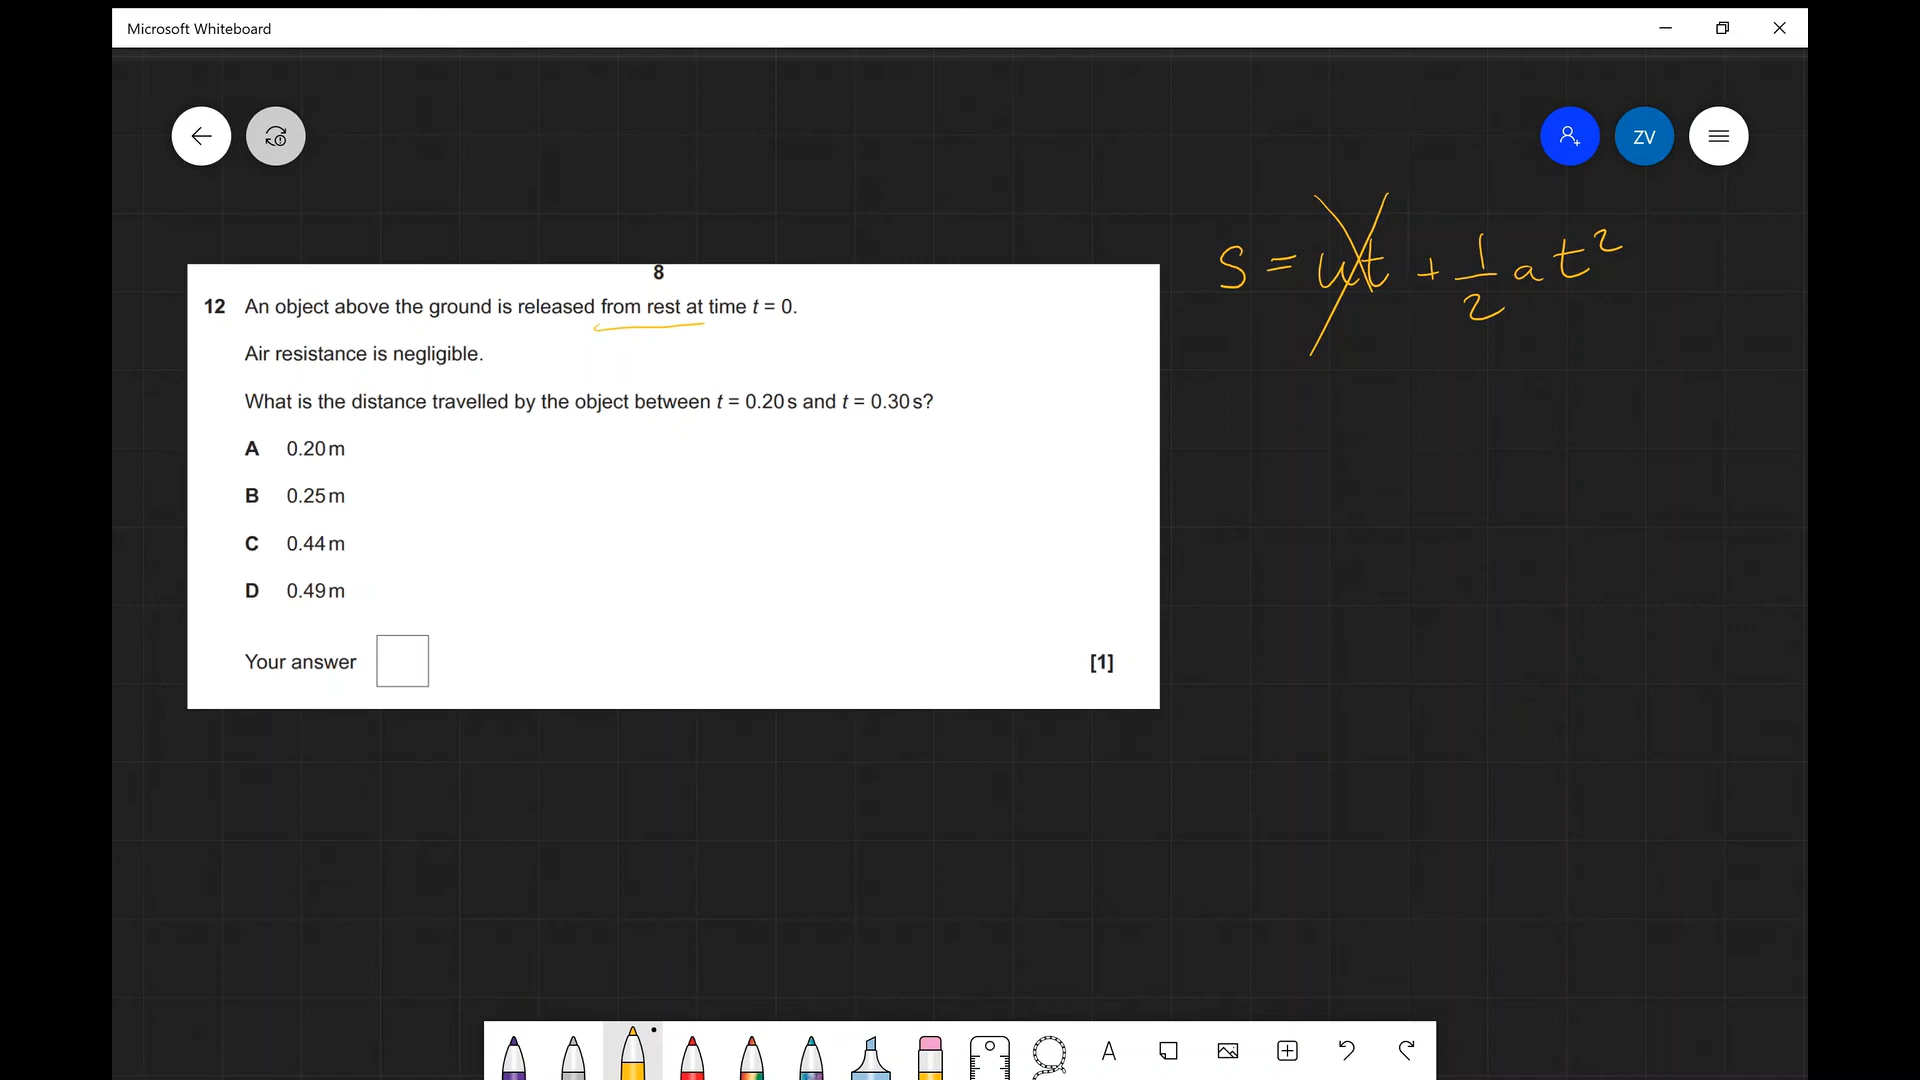 Microsoft Whiteboard
ZV
s = ut + 1/2 a t²
8
12 An object above the ground is released from rest at time t = 0.
Air resistance is negligible.
What is the distance travelled by the object between t = 0.20 s and t = 0.30 s?
A 0.20 m
B 0.25 m
C 0.44 m
D 0.49 m
Your answer [1]
A